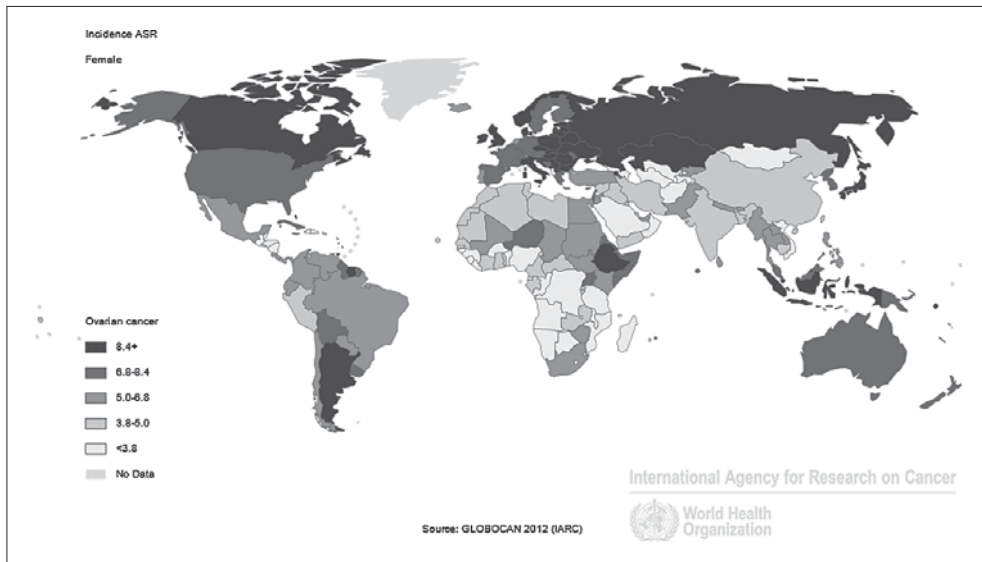 Incidence ASR
Female
Ovarian cancer
8.4+
6.8-8.4
5.0-6.8
3.8-5.0
<3.8
No Data
International Agency for Research on Cancer
World Health
Organization
Source: GLOBOCAN 2012 (IARC)